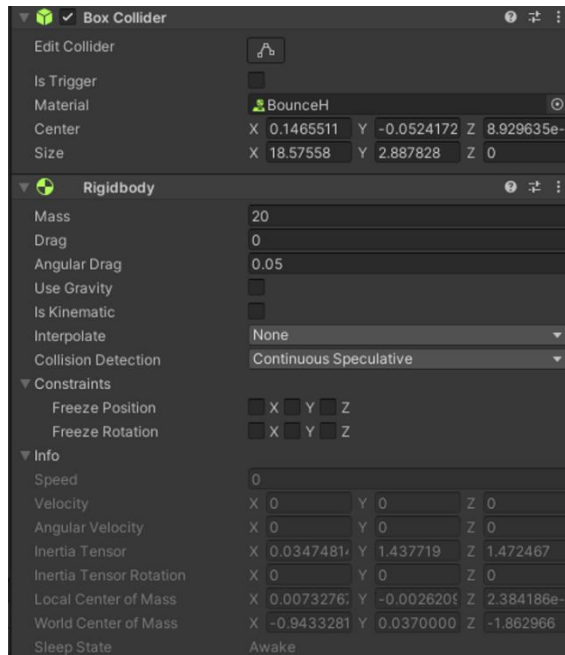 Box Collider
Edit Collider
Is Trigger
Material BounceH
Center X 0.1465511 Y -0.0524172 Z 8.929635e-
Size X 18.57558 Y 2.887828 Z 0
Rigidbody
Mass 20
Drag 0
Angular Drag 0.05
Use Gravity
Is Kinematic
Interpolate None
Collision Detection Continuous Speculative
Constraints
Freeze Position X Y Z
Freeze Rotation X Y Z
Info
Speed 0
Velocity X 0 Y 0 Z 0
Angular Velocity X 0 Y 0 Z 0
Inertia Tensor X 0.03474814 Y 1.437719 Z 1.472467
Inertia Tensor Rotation X 0 Y 0 Z 0
Local Center of Mass X 0.00732767 Y -0.0026209 Z 2.384186e-
World Center of Mass X -0.9433281 Y 0.0370000 Z -1.862966
Sleep State Awake